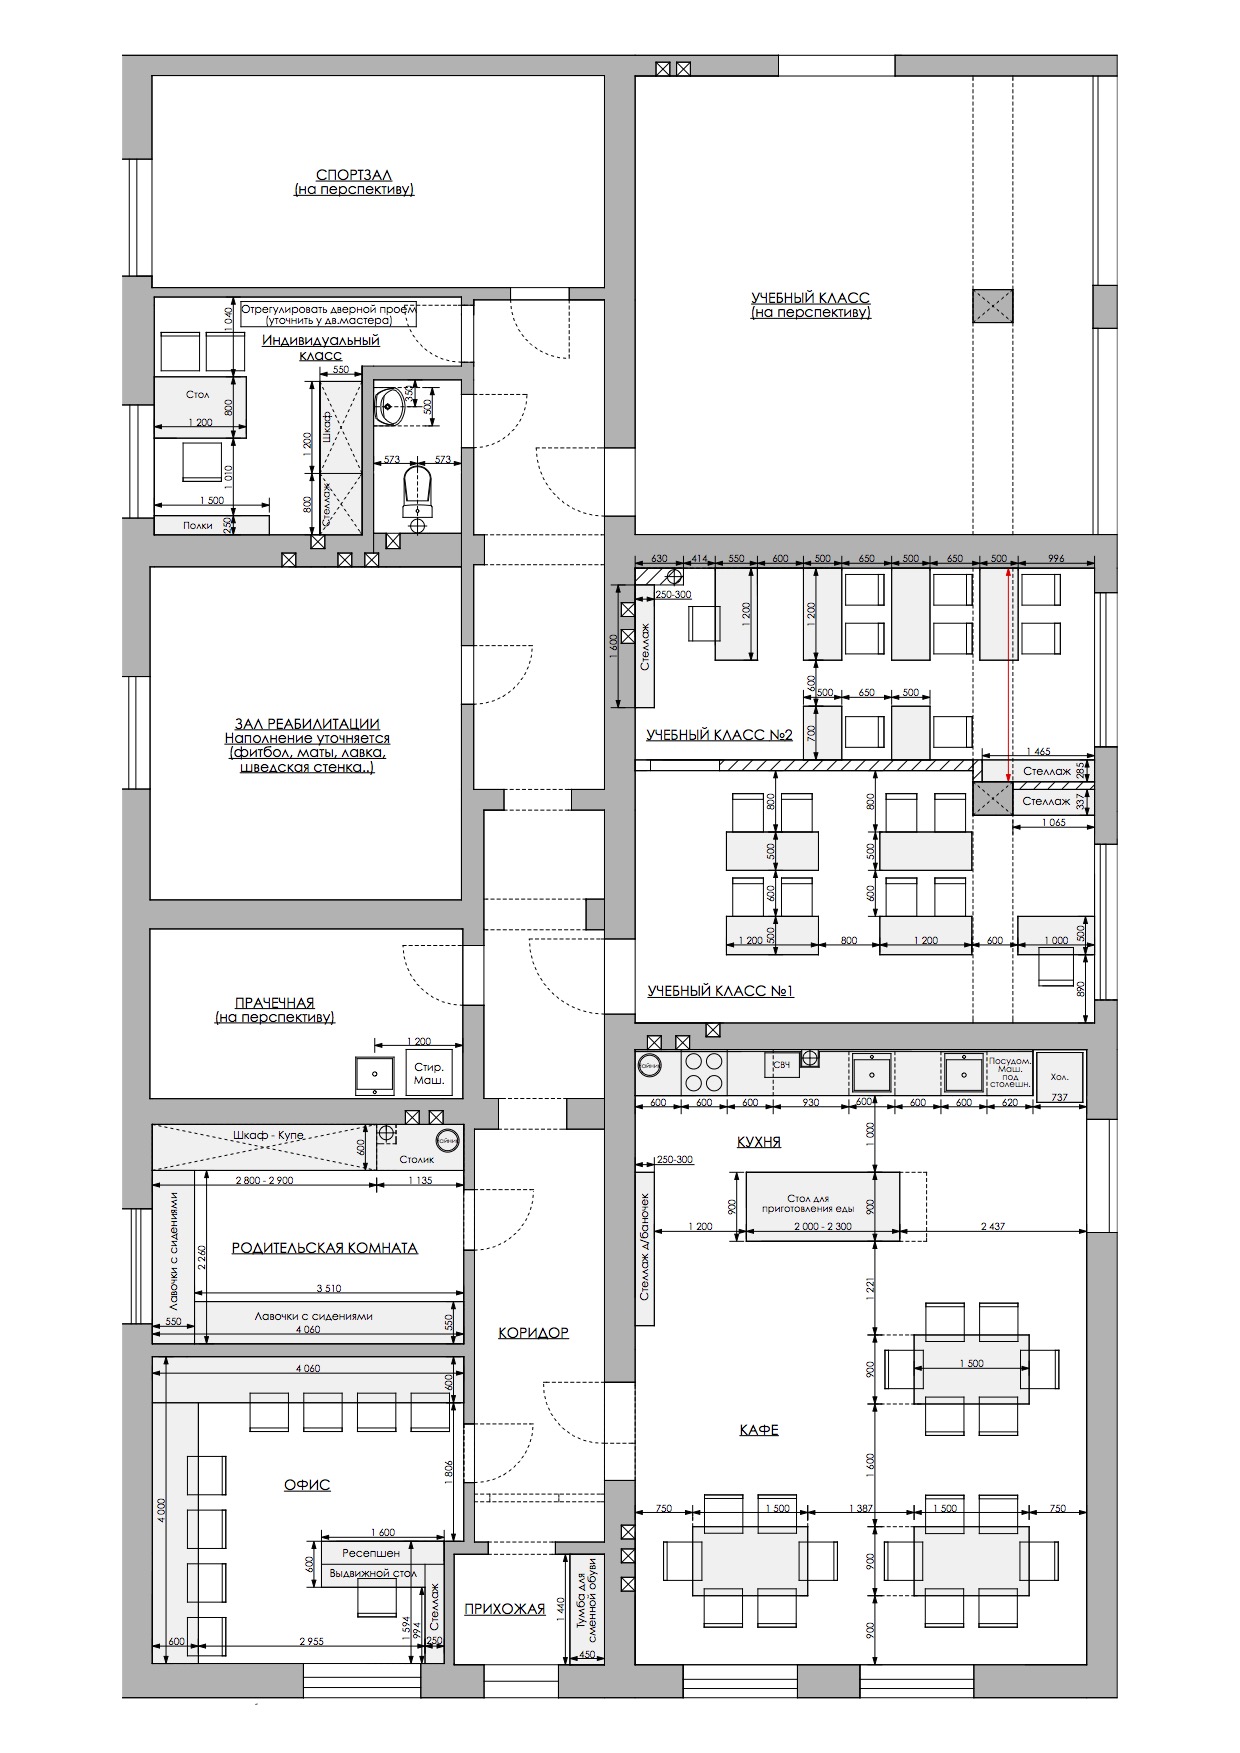 СПОРТЗАЛ
(на перспективу)
УЧЕБНЫЙ КЛАСС
(на перспективу)
Отрегулировать дверной проем
(уточнить у дв.мастера)
Индивидуальный
класс
1 040
550
Стол
800
1 200
Шкаф
1 200
1 010
1 500
800
Стеллаж
Полки
250
350
500
573
573
630
414
550
600
500
650
500
650
500
996
250-300
1 600
Стеллаж
1 200
1 200
600
500
650
500
700
УЧЕБНЫЙ КЛАСС №2
1 465
Стеллаж
285
Стеллаж
337
1 065
ЗАЛ РЕАБИЛИТАЦИИ
Наполнение уточняется
(фитбол, маты, лавка,
шведская стенка..)
800
800
500
500
600
600
1 200
500
800
1 200
600
1 000
500
890
УЧЕБНЫЙ КЛАСС №1
ПРАЧЕЧНАЯ
(на перспективу)
1 200
Стир.
Маш.
СВЧ
Посудом.
Маш.
под
столешн.
Хол.
600
600
600
930
600
600
600
620
737
КУХНЯ
1 000
250-300
Стеллаж д/баночек
900
Стол для
приготовления еды
900
1 200
2 000 - 2 300
2 437
1 221
Шкаф - Купе
600
Столик
2 800 - 2 900
1 135
Лавочки с сидениями
2 260
РОДИТЕЛЬСКАЯ КОМНАТА
3 510
550
Лавочки с сидениями
4 060
550
КОРИДОР
4 060
600
1 806
4 000
ОФИС
1 600
Ресепшен
600
Выдвижной стол
Стеллаж
1 594
994
600
2 955
250
ПРИХОЖАЯ
1 440
Тумба для
сменной обуви
450
900
1 500
КАФЕ
1 600
750
1 500
1 387
1 500
750
900
900